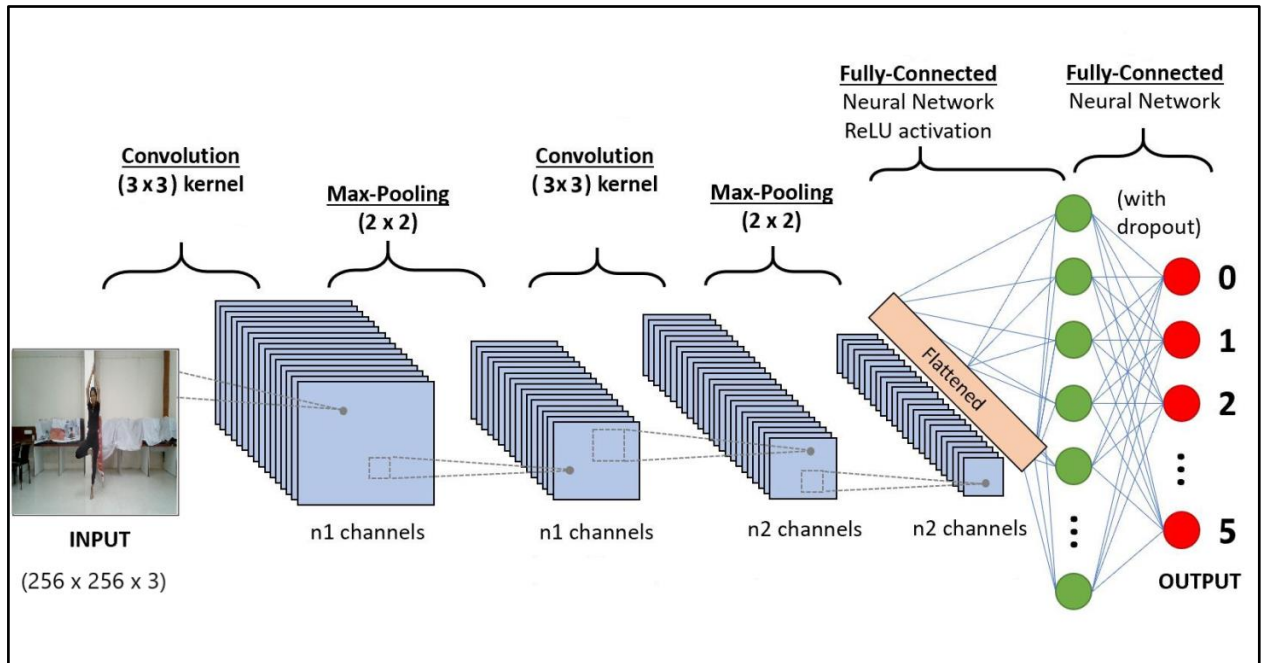 Fully-Connected
Neural Network
ReLU activation
Fully-Connected
Neural Network
(with
dropout)
Convolution
(3 x 3) kernel
Max-Pooling
(2 x 2)
Convolution
(3x 3) kernel
Max-Pooling
(2 x 2)
Flattened
0
1
2
5
OUTPUT
INPUT
(256 x 256 x 3)
n1 channels
n1 channels
n2 channels
n2 channels